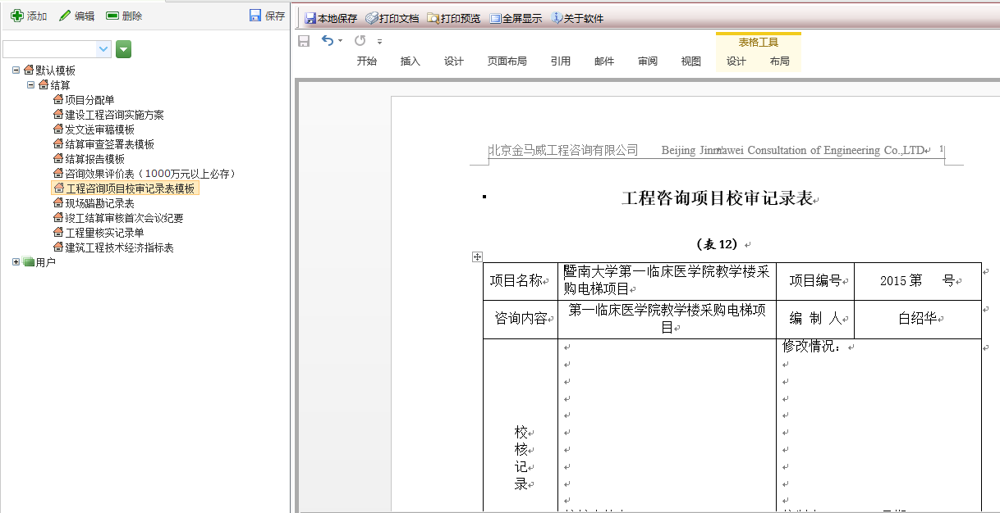 添加 编辑 删除 保存
默认模板
结算
项目分配单
建设工程咨询实施方案
发文送审稿模板
结算审查签署表模板
结算报告模板
咨询效果评价表（1000万元以上必存）
工程咨询项目校审记录表模板
现场踏勘记录表
竣工结算审核首次会议纪要
工程量核实记录单
建筑工程技术经济指标表
用户
本地保存 打印文档 打印预览 全屏显示 关于软件
表格工具
开始 插入 设计 页面布局 引用 邮件 审阅 视图 设计 布局
北京金马威工程咨询有限公司 Beijing Jinmawei Consultation of Engineering Co.,LTD 1
工程咨询项目校审记录表
（表 12）
项目名称 暨南大学第一临床医学院教学楼采
购电梯项目
项目编号 2015 第 号
咨询内容 第一临床医学院教学楼采购电梯项
目
编 制 人 白绍华
校
核
记
录
修改情况：